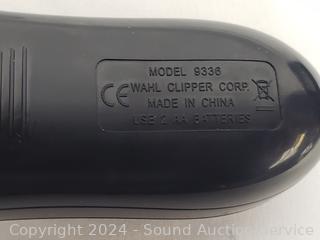 MODEL 9336
CE WAHL CLIPPER CORP.
MADE IN CHINA
USE 2 AA BATTERIES
Copyright 2024 - Sound Auction Service